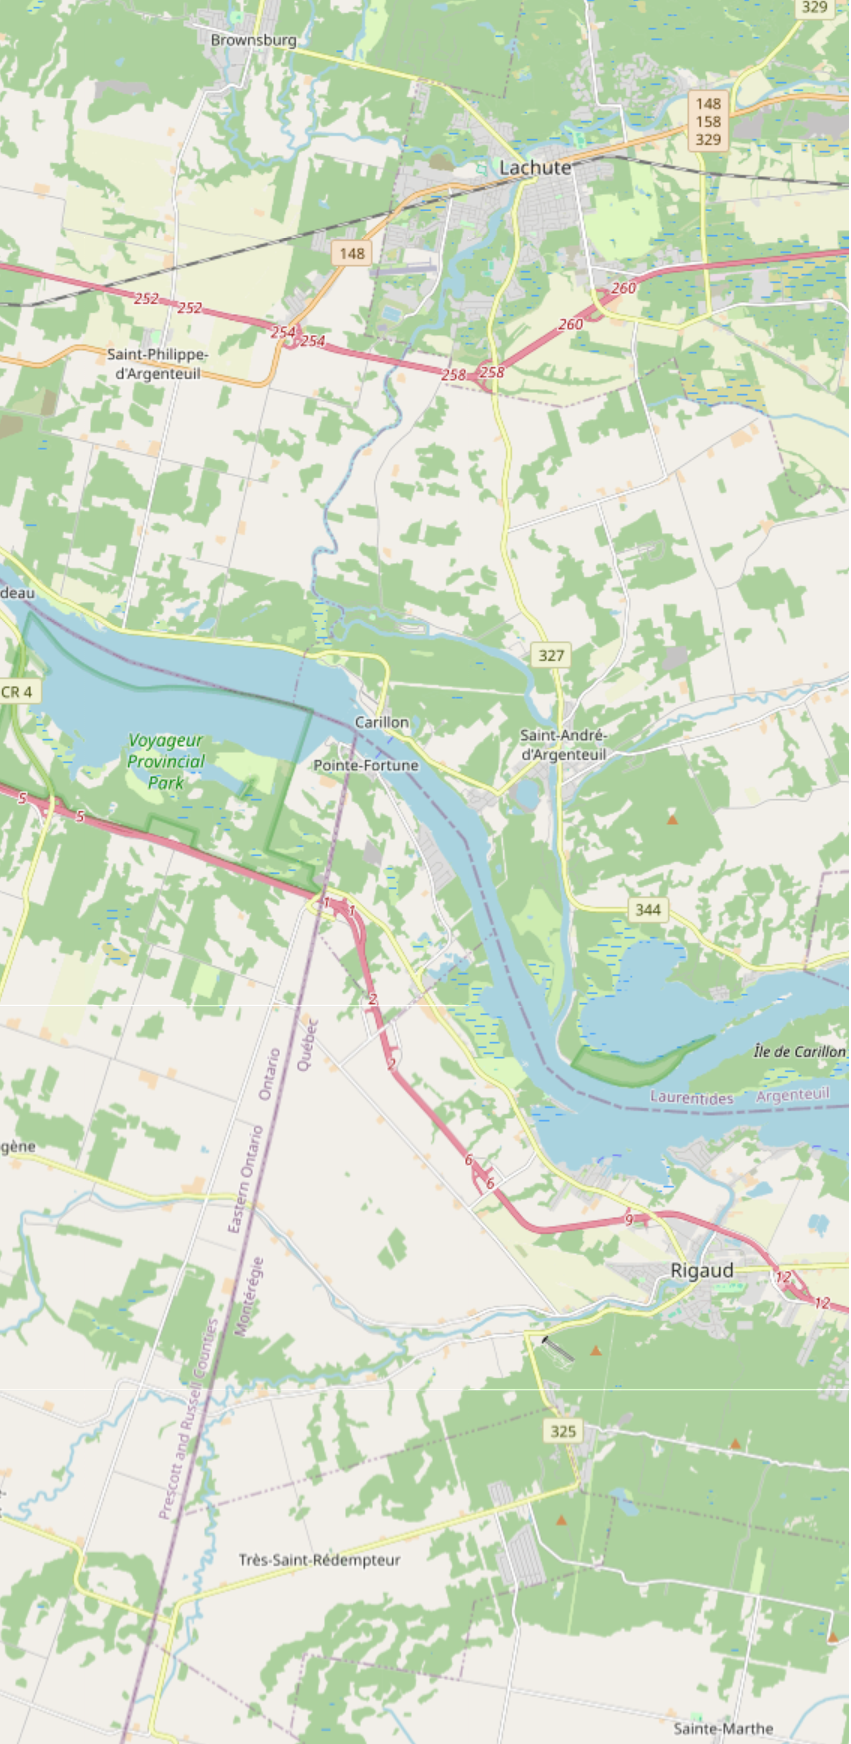 329
Brownsburg
148
158
329
Lachute
148
252
252
260
260
254
254
Saint-Philippe-
d'Argenteuil
258
258
deau
327
CR 4
Carillon
Saint-André-
d'Argenteuil
Voyageur
Provincial
Park
Pointe-Fortune
5
5
1
1
344
2
Québec
Ontario
2
Île de Carillon
Laurentides
Argenteuil
gène
Eastern Ontario
6
6
9
Montérégie
Rigaud
12
12
Prescott and Russell Counties
325
Très-Saint-Rédempteur
Sainte-Marthe